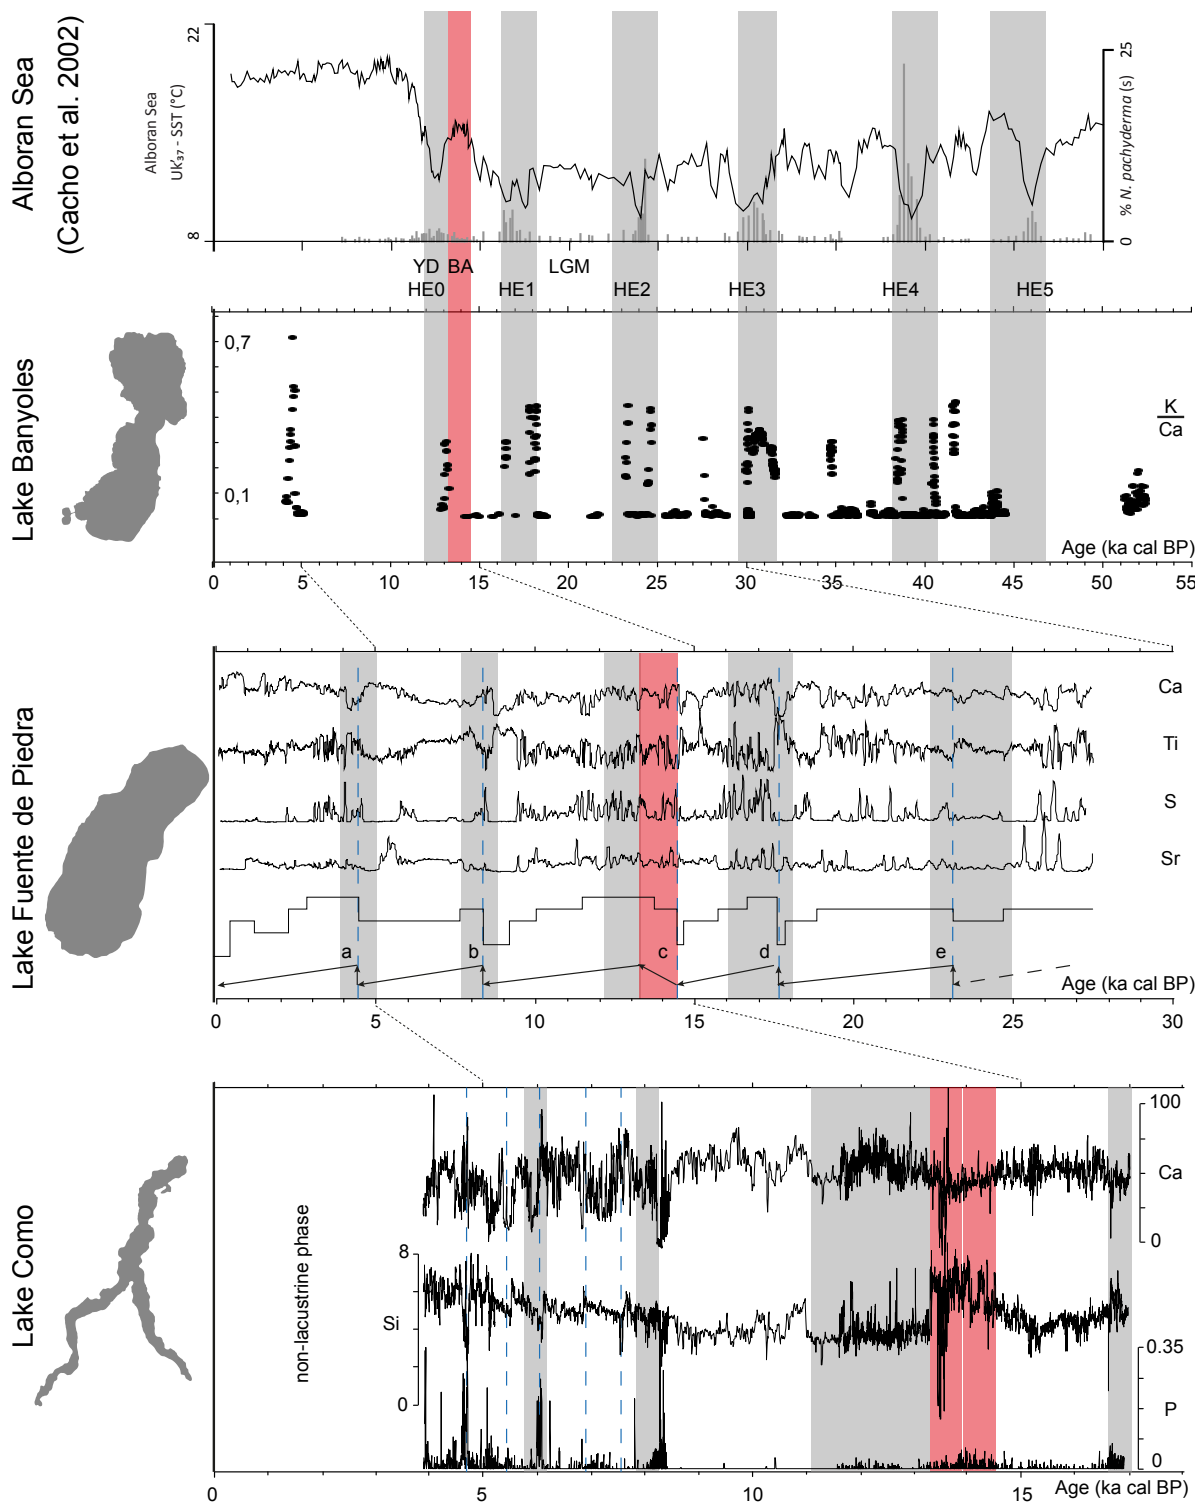 Alboran Sea
(Cacho et al. 2002)
Alboran Sea
UK₃₇ - SST (°C)
22
8
25
0
% N. pachyderma (s)
YD BA LGM
HE0 HE1 HE2 HE3 HE4 HE5
Lake Banyoles
0,7
0,1
K
Ca
Age (ka cal BP)
0 5 10 15 20 25 30 35 40 45 50 55
Lake Fuente de Piedra
Ca
Ti
S
Sr
a b c d e
Age (ka cal BP)
0 5 10 15 20 25 30
Lake Como
non-lacustrine phase
100
Ca
0
8
Si
0
0.35
P
0
0 5 10 15 Age (ka cal BP)